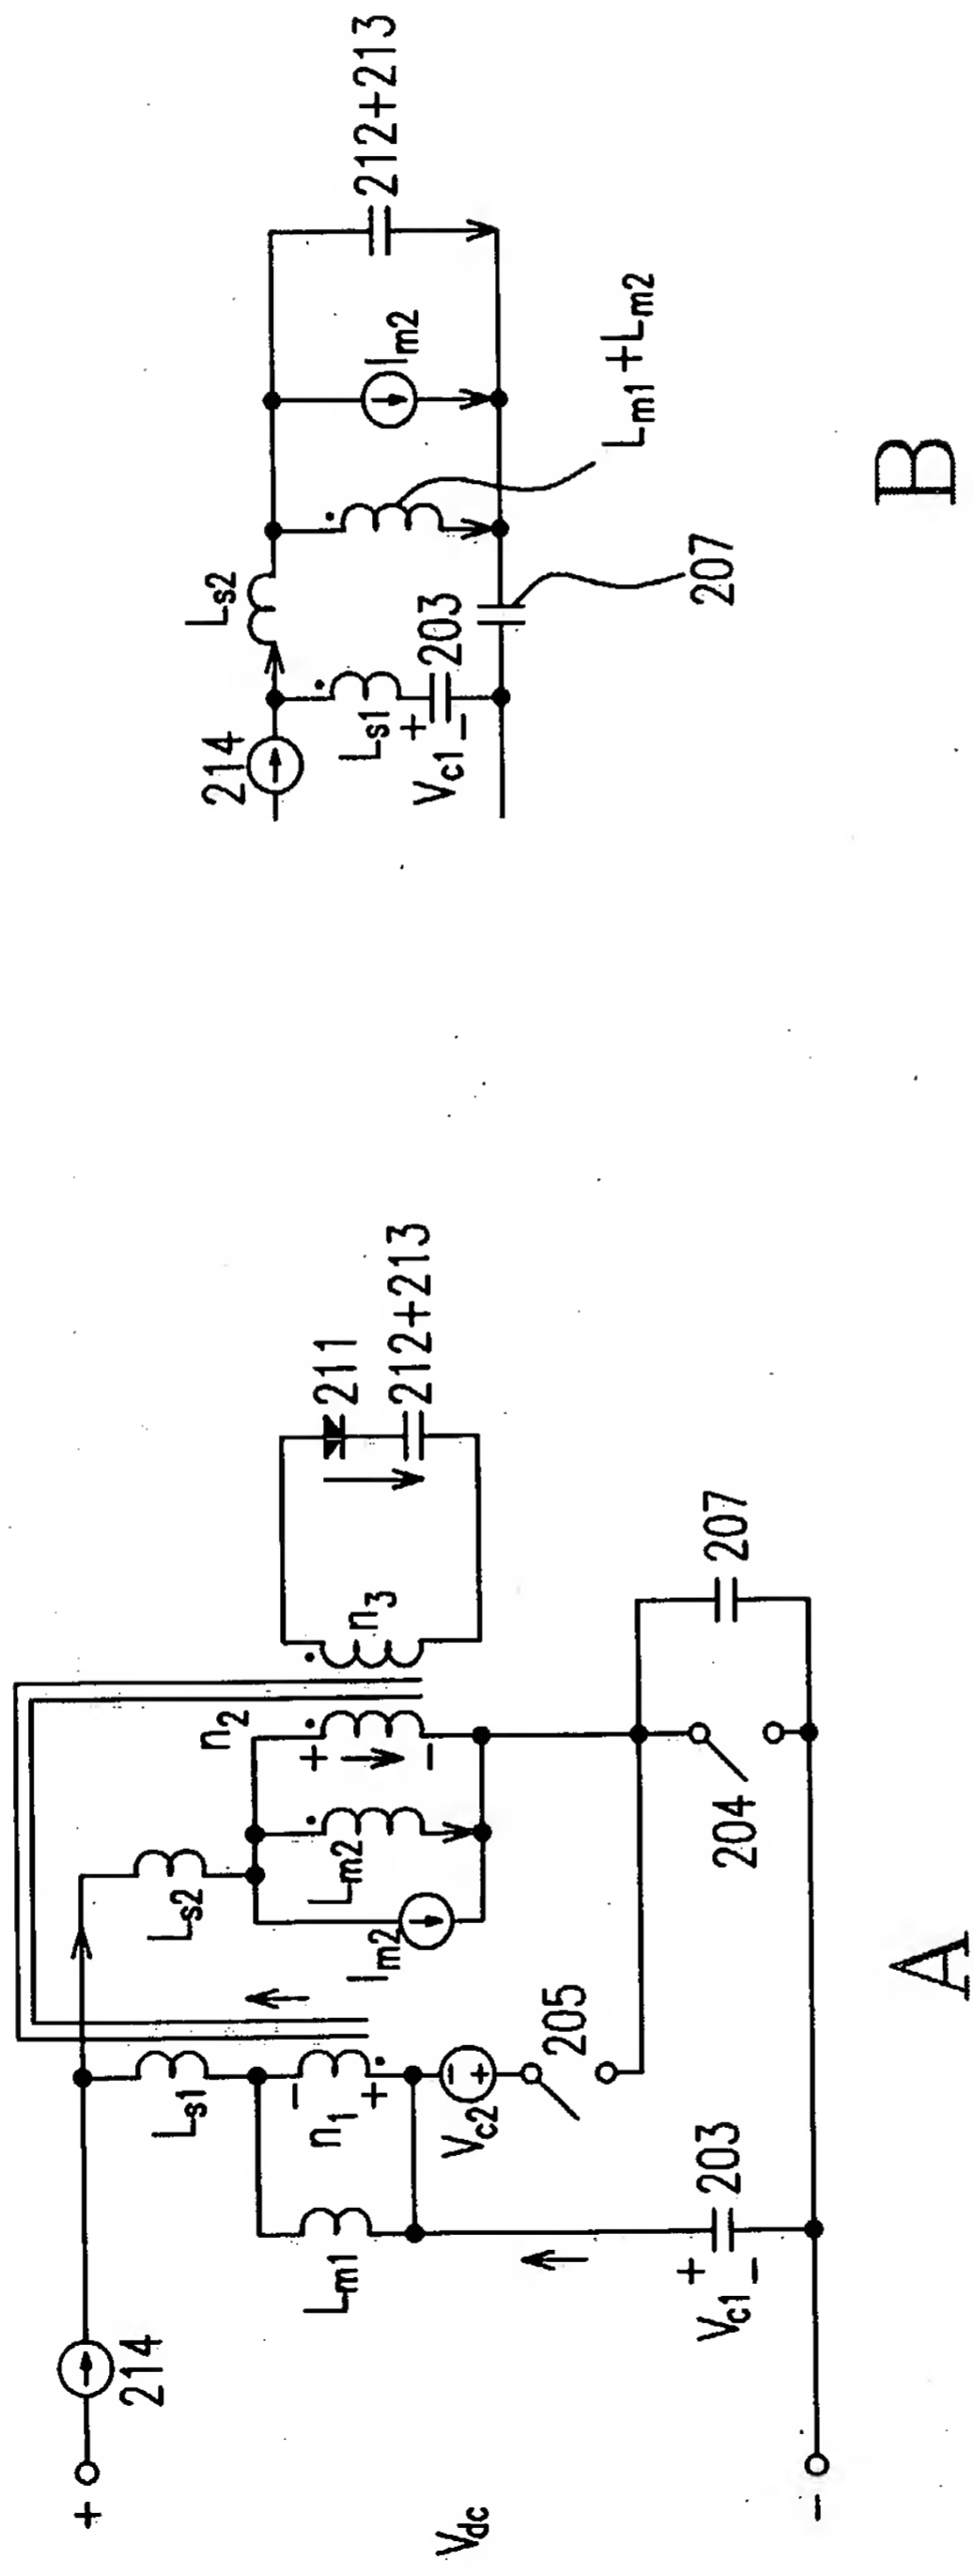 +
214
Vdc
-
Ls1
-
n1
+
Lm1
Vc2
-
+
205
+
Vc1
-
203
Ls2
Im2
Lm2
n2
+
-
n3
211
212+213
204
207
A
214
Ls1
+
Vc1
-
203
Ls2
207
Lm1+Lm2
Im2
212+213
B